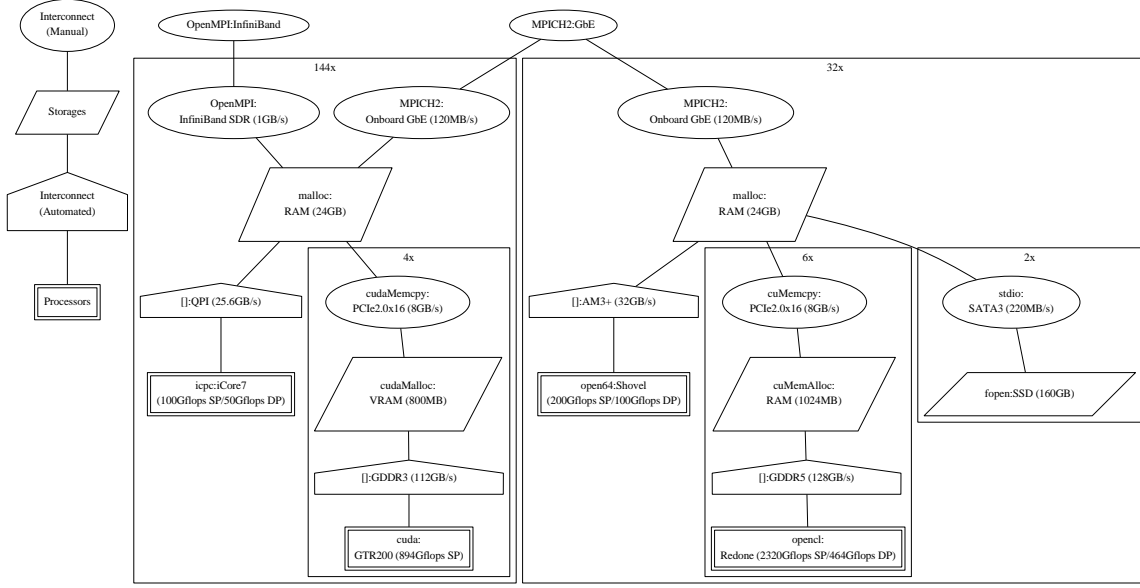 Interconnect
(Manual)
Storages
Interconnect
(Automated)
Processors
OpenMPI:InfiniBand
MPICH2:GbE
144x
OpenMPI:
InfiniBand SDR (1GB/s)
MPICH2:
Onboard GbE (120MB/s)
malloc:
RAM (24GB)
[]:QPI (25.6GB/s)
icpc:iCore7
(100Gflops SP/50Gflops DP)
4x
cudaMemcpy:
PCIe2.0x16 (8GB/s)
cudaMalloc:
VRAM (800MB)
[]:GDDR3 (112GB/s)
cuda:
GTR200 (894Gflops SP)
32x
MPICH2:
Onboard GbE (120MB/s)
malloc:
RAM (24GB)
[]:AM3+ (32GB/s)
open64:Shovel
(200Gflops SP/100Gflops DP)
6x
cuMemcpy:
PCIe2.0x16 (8GB/s)
cuMemAlloc:
RAM (1024MB)
[]:GDDR5 (128GB/s)
opencl:
Redone (2320Gflops SP/464Gflops DP)
2x
stdio:
SATA3 (220MB/s)
fopen:SSD (160GB)